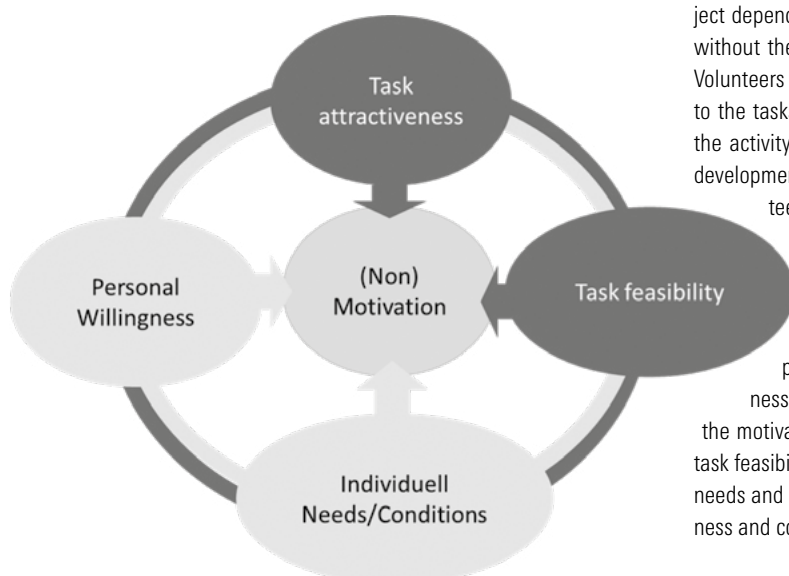 Task
attractiveness
Personal
Willingness
(Non)
Motivation
Task feasibility
Individuell
Needs/Conditions
ject depend
without the
Volunteers
to the task
the activity
developmen
tee
p
ness
the motiva
task feasibi
needs and
ness and co